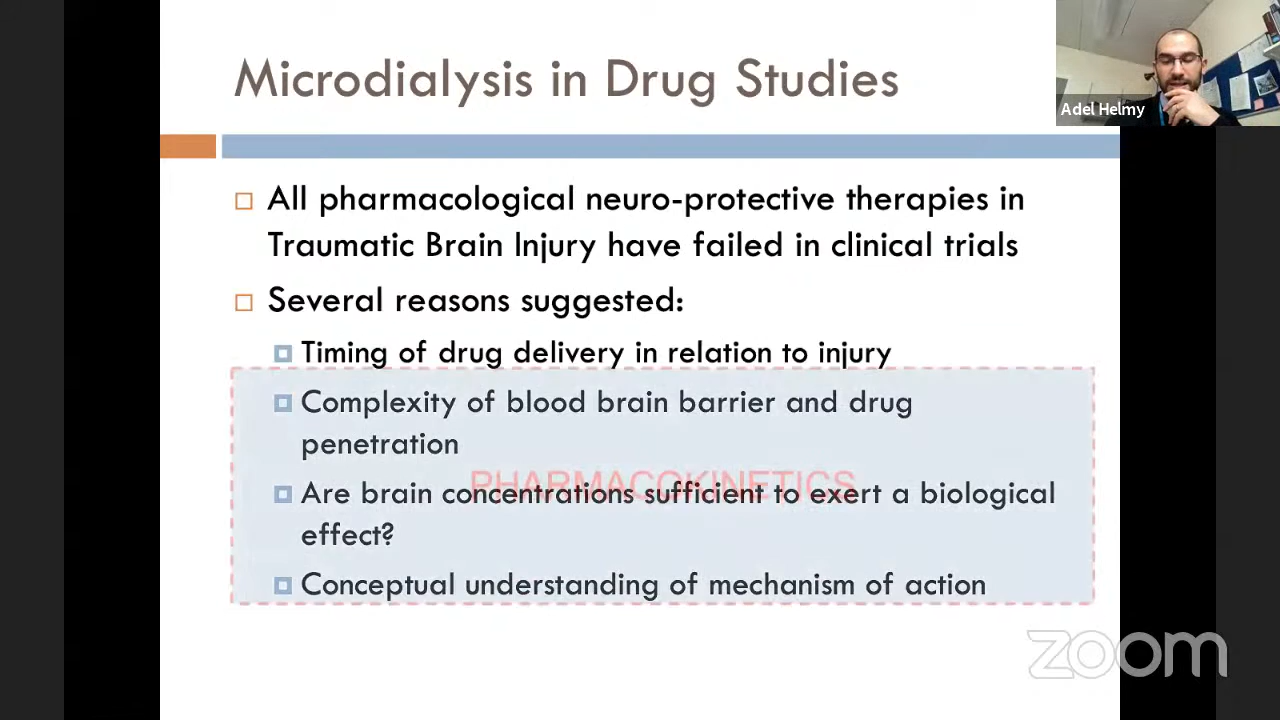 Microdialysis in Drug Studies
Adel Helmy
All pharmacological neuro-protective therapies in
Traumatic Brain Injury have failed in clinical trials
Several reasons suggested:
Timing of drug delivery in relation to injury
Complexity of blood brain barrier and drug
penetration
PHARMACOKINETICS
Are brain concentrations sufficient to exert a biological
effect?
Conceptual understanding of mechanism of action
zoom